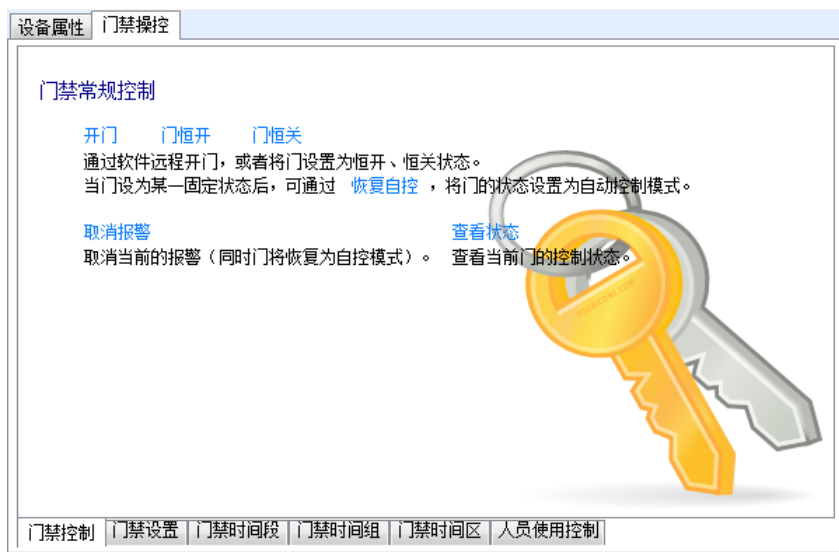 设备属性 门禁操控
门禁常规控制
开门 门恒开 门恒关
通过软件远程开门，或者将门设置为恒开、恒关状态。
当门设为某一固定状态后，可通过 恢复自控 ，将门的状态设置为自动控制模式。
取消报警 查看状态
取消当前的报警（同时门将恢复为自控模式）。 查看当前门的控制状态。
门禁控制 门禁设置 门禁时间段 门禁时间组 门禁时间区 人员使用控制